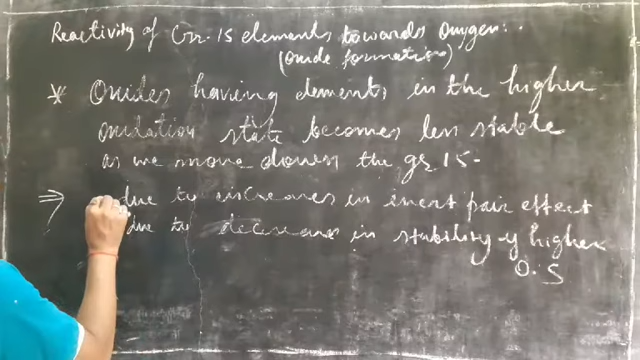 Reactivity of Gr. 15 elements towards Oxygen:..
(Oxide formation)
* Oxides having elements in the higher
oxidation state becomes less stable
as we move down the gr 15-
⇒ due to increases in inert pair effect
due to decrease in stability of higher
O. S